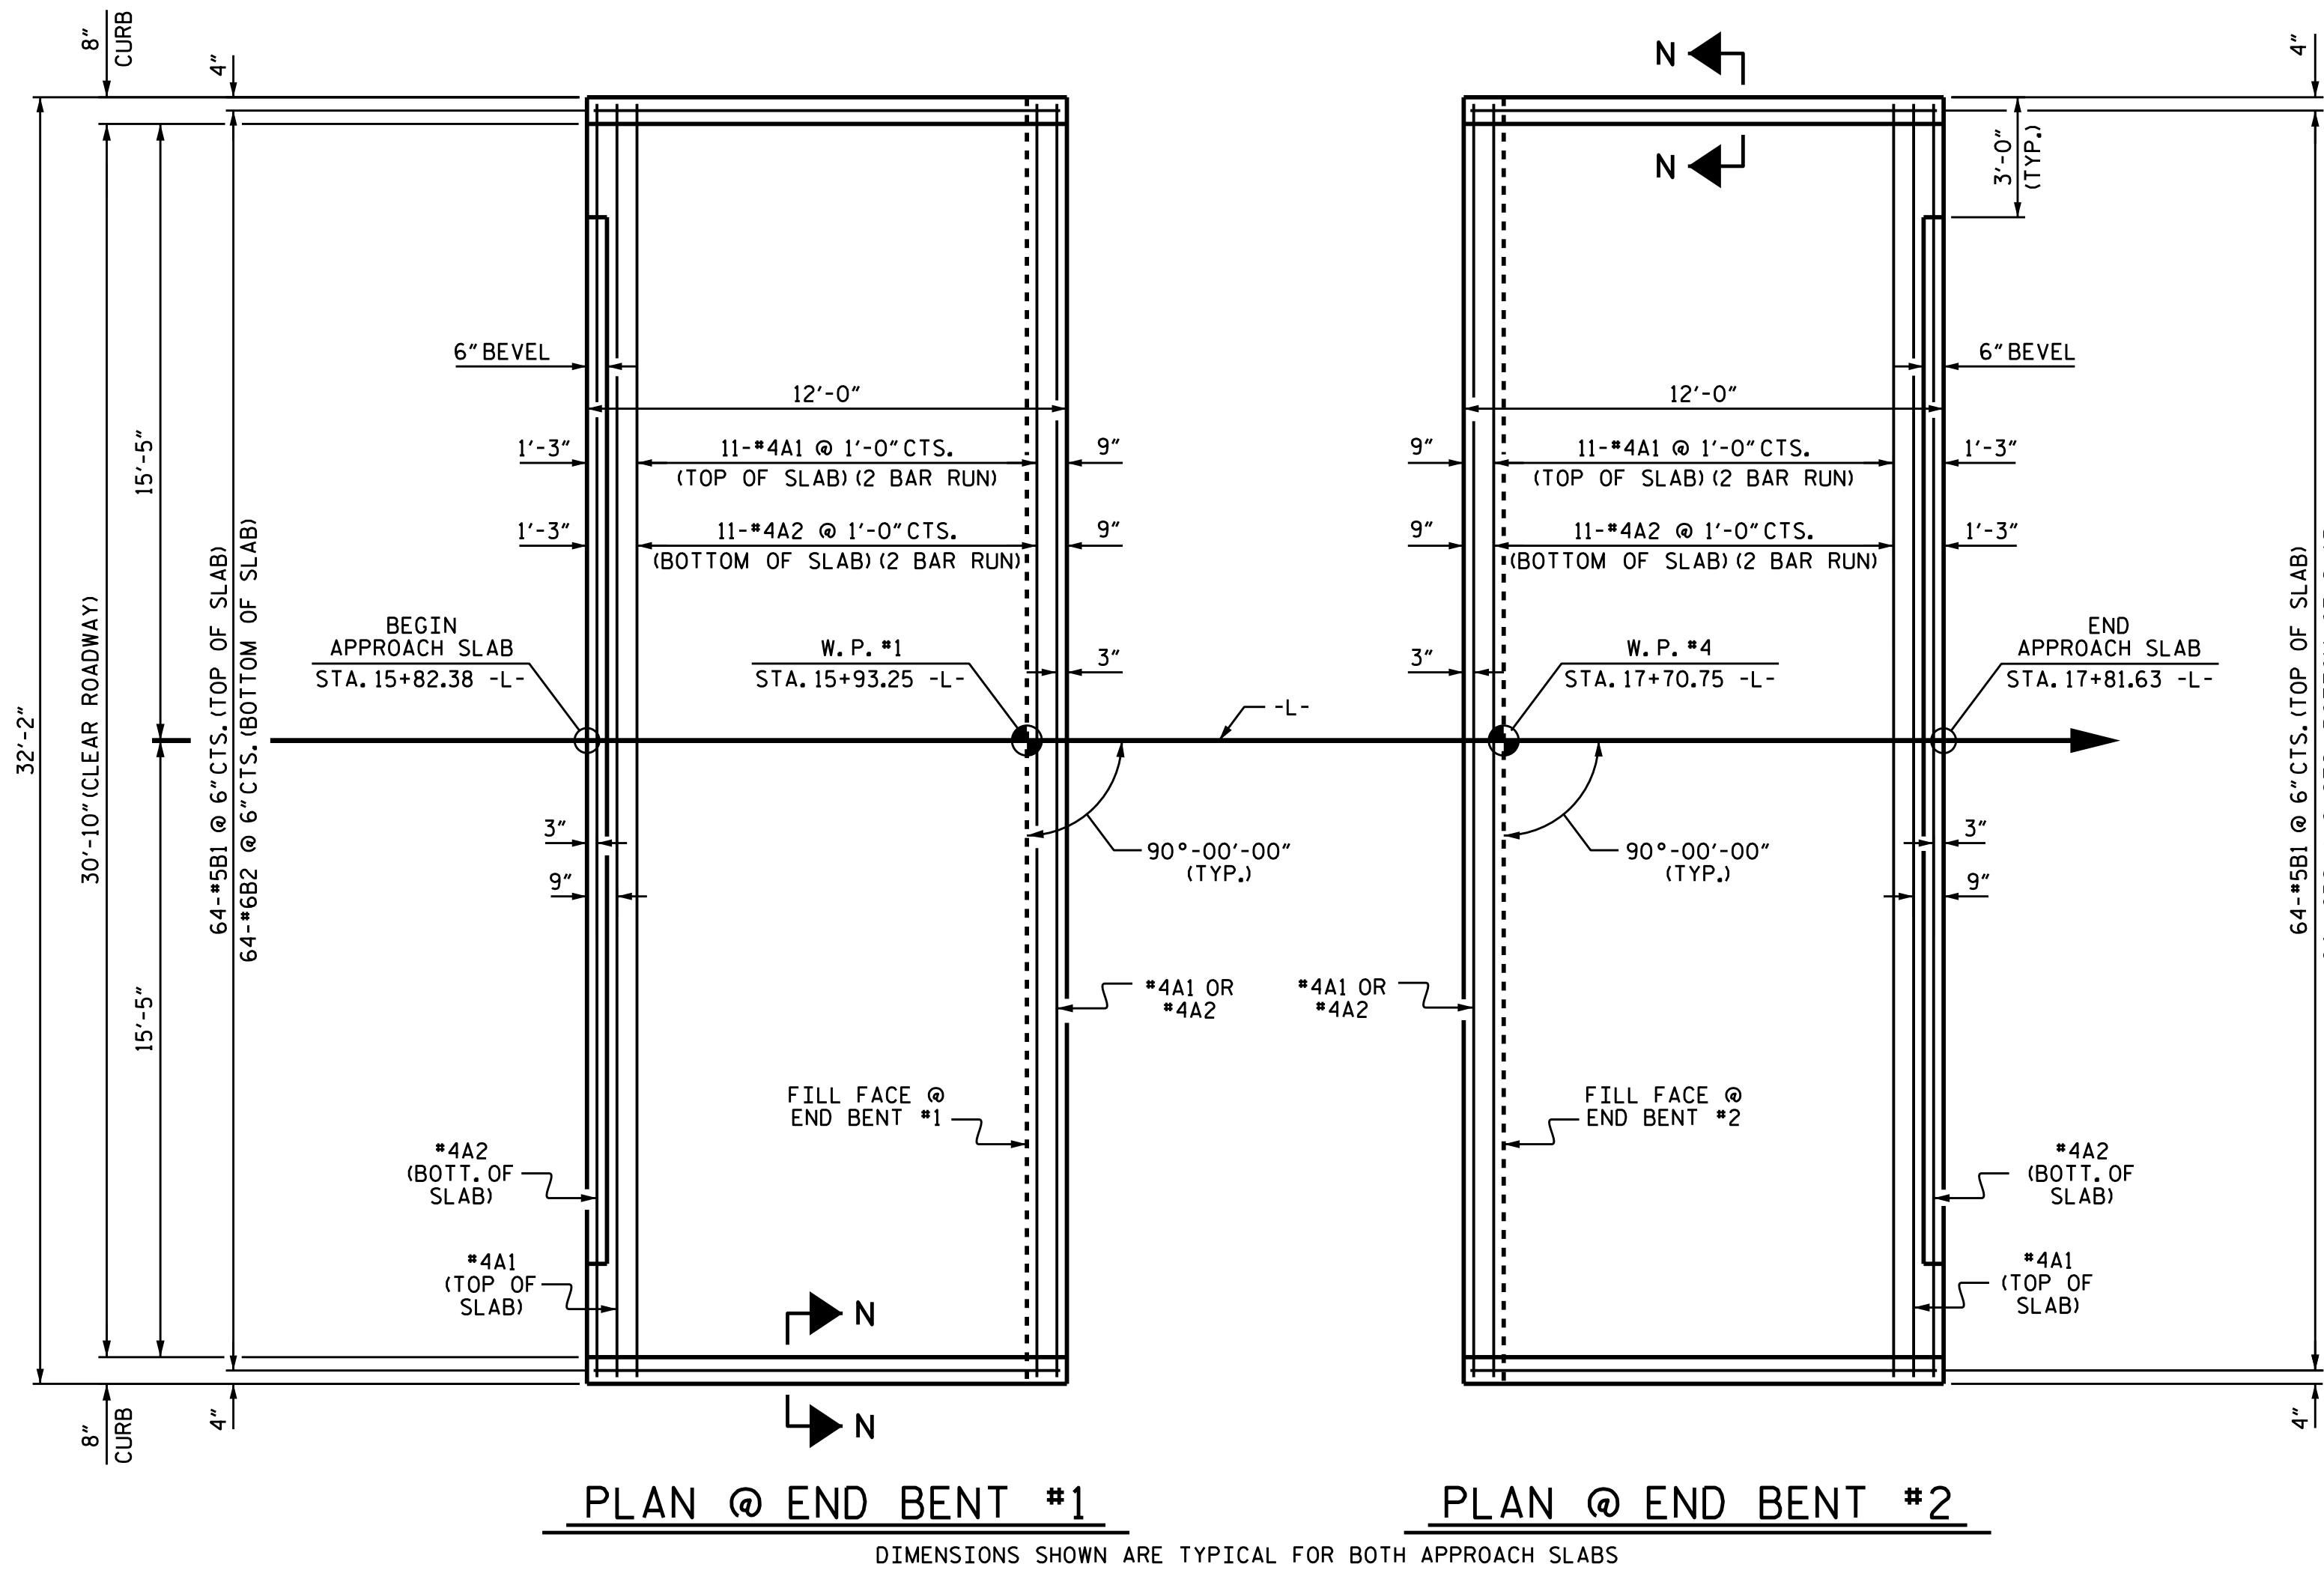 8" CURB
4"
N
N
4"
3'-0" (TYP.)
32'-2"
30'-10" (CLEAR ROADWAY)
15'-5"
15'-5"
64-#5B1 @ 6" CTS. (TOP OF SLAB)
64-#6B2 @ 6" CTS. (BOTTOM OF SLAB)
6" BEVEL
12'-0"
12'-0"
6" BEVEL
1'-3"
11-#4A1 @ 1'-0" CTS.
(TOP OF SLAB) (2 BAR RUN)
9"
9"
11-#4A1 @ 1'-0" CTS.
(TOP OF SLAB) (2 BAR RUN)
1'-3"
1'-3"
11-#4A2 @ 1'-0" CTS.
(BOTTOM OF SLAB) (2 BAR RUN)
9"
9"
11-#4A2 @ 1'-0" CTS.
(BOTTOM OF SLAB) (2 BAR RUN)
1'-3"
BEGIN
APPROACH SLAB
STA. 15+82.38 -L-
W.P. #1
STA. 15+93.25 -L-
3"
3"
W.P. #4
STA. 17+70.75 -L-
END
APPROACH SLAB
STA. 17+81.63 -L-
-L-
64-#5B1 @ 6" CTS. (TOP OF SLAB)
3"
9"
90°-00'-00"
(TYP.)
90°-00'-00"
(TYP.)
3"
9"
#4A1 OR
#4A2
#4A1 OR
#4A2
FILL FACE @
END BENT #1
FILL FACE @
END BENT #2
#4A2
(BOTT. OF
SLAB)
#4A2
(BOTT. OF
SLAB)
#4A1
(TOP OF
SLAB)
#4A1
(TOP OF
SLAB)
N
N
8" CURB
4"
4"
PLAN @ END BENT #1
PLAN @ END BENT #2
DIMENSIONS SHOWN ARE TYPICAL FOR BOTH APPROACH SLABS